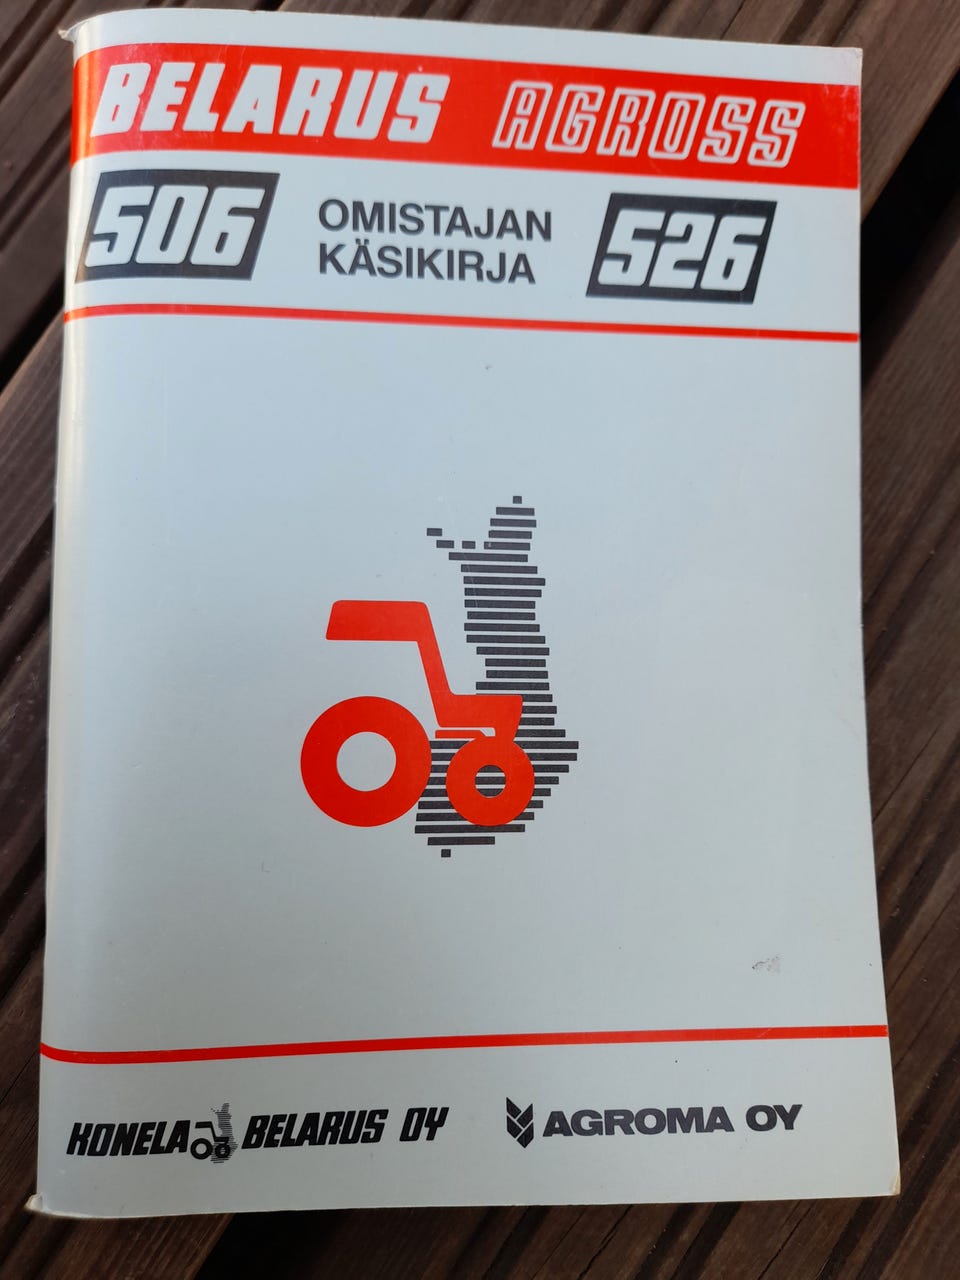 BELARUS AGROSS
506 OMISTAJAN KÄSIKIRJA 526
KONELA BELARUS OY AGROMA OY